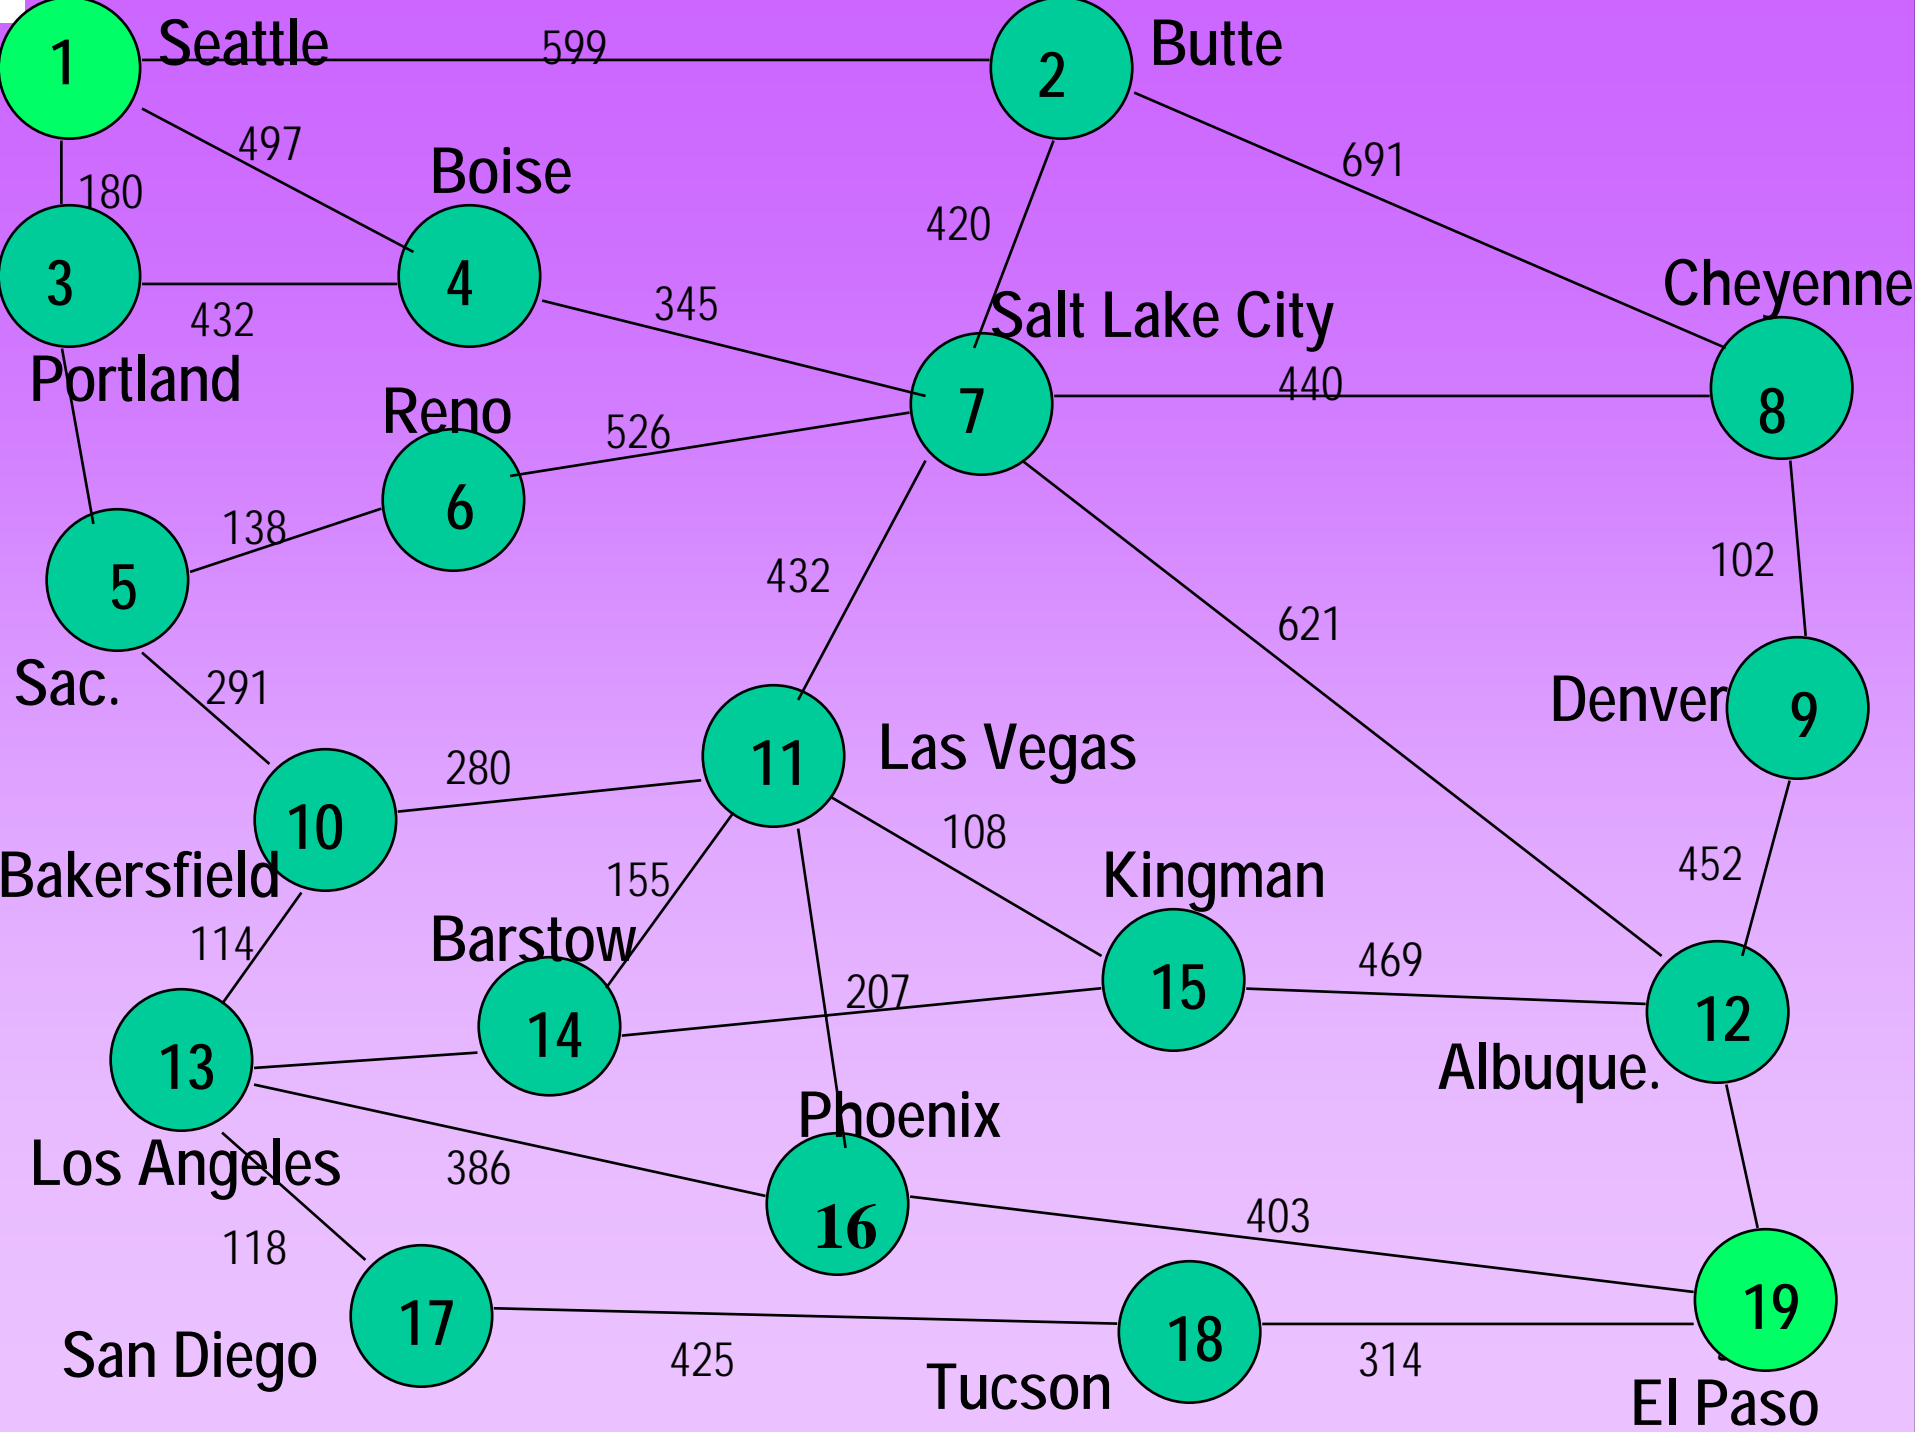 1 Seattle 599 2 Butte
497
691
Boise
180
420
3 4
Cheyenne
432 345 Salt Lake City
Portland
440
Reno
7 8
526
6
138
102
5
432
621
Sac.
291
Denver 9
11 Las Vegas
280
10
108
Bakersfield
155 Kingman 452
114
Barstow
469
15
207
14 12
13
Albuque.
Phoenix
Los Angeles
386
16 403
118
17 18 19
San Diego
425
314
Tucson
El Paso